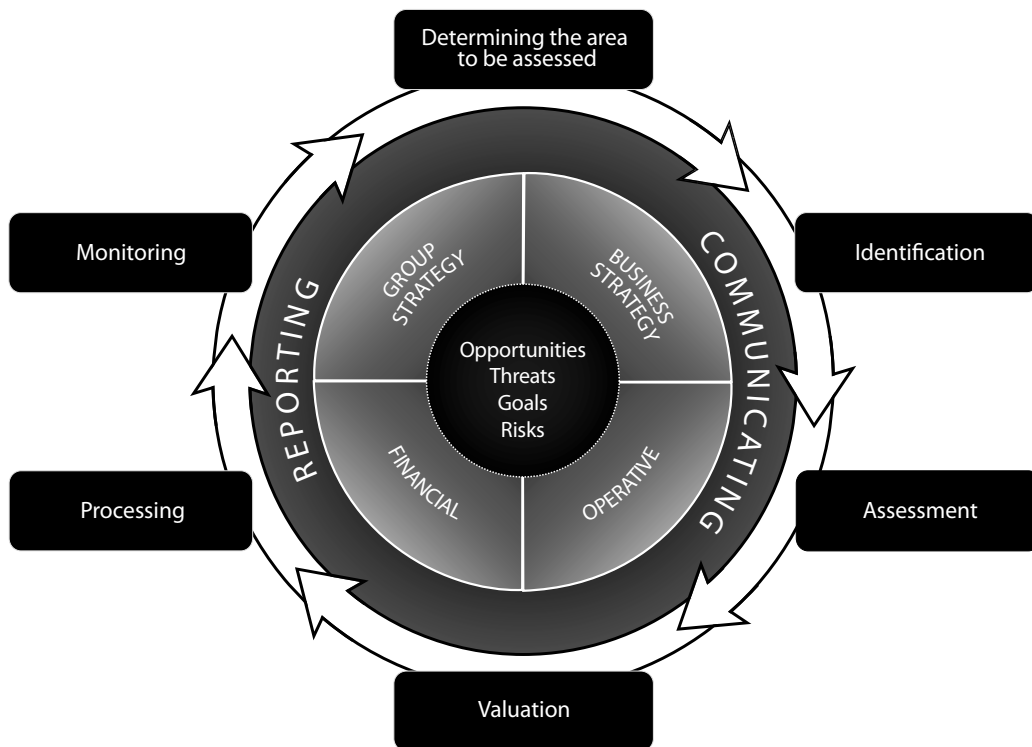 Determining the area
to be assessed
Identification
Assessment
Valuation
Processing
Monitoring
REPORTING
COMMUNICATING
GROUP
STRATEGY
BUSINESS
STRATEGY
FINANCIAL
OPERATIVE
Opportunities
Threats
Goals
Risks